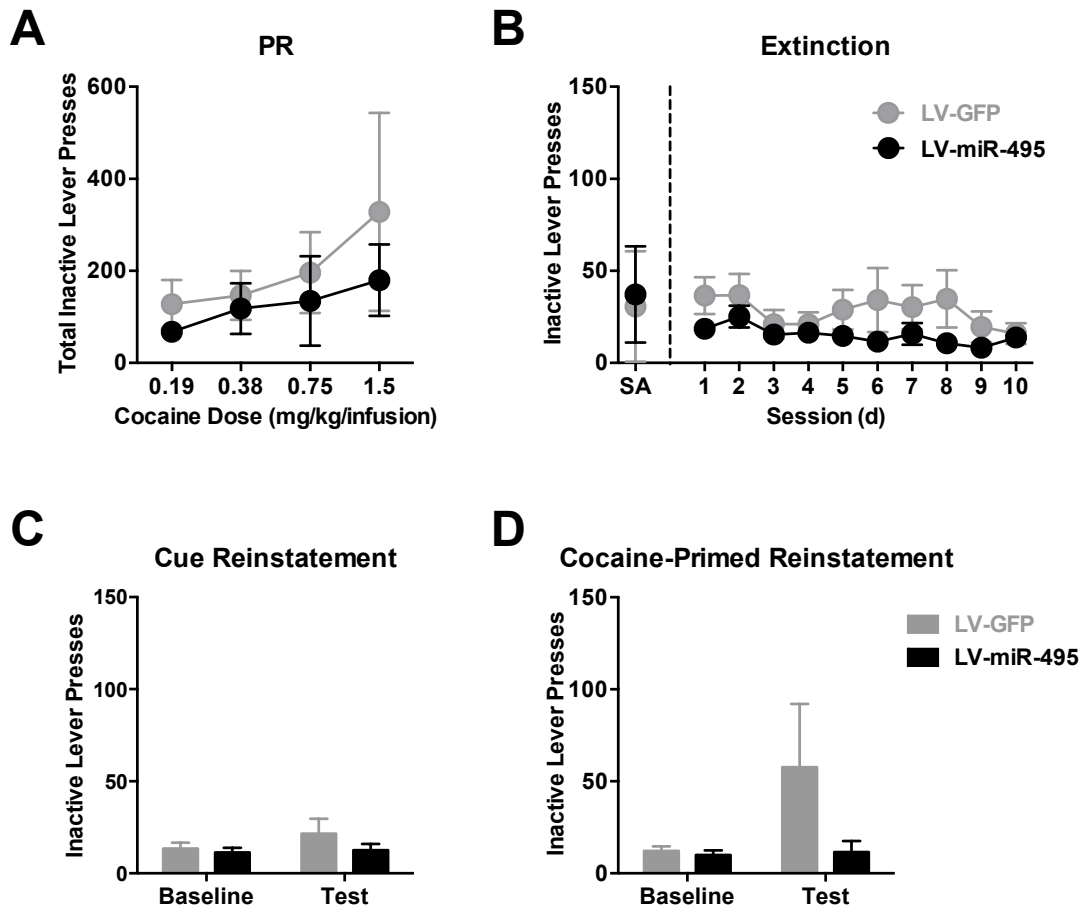 A
PR
Total Inactive Lever Presses
600
400
200
0
0.19 0.38 0.75 1.5
Cocaine Dose (mg/kg/infusion)
B
Extinction
Inactive Lever Presses
150
100
50
0
LV-GFP
LV-miR-495
SA 1 2 3 4 5 6 7 8 9 10
Session (d)
C
Cue Reinstatement
Inactive Lever Presses
150
100
50
0
Baseline Test
D
Cocaine-Primed Reinstatement
Inactive Lever Presses
150
100
50
0
LV-GFP
LV-miR-495
Baseline Test